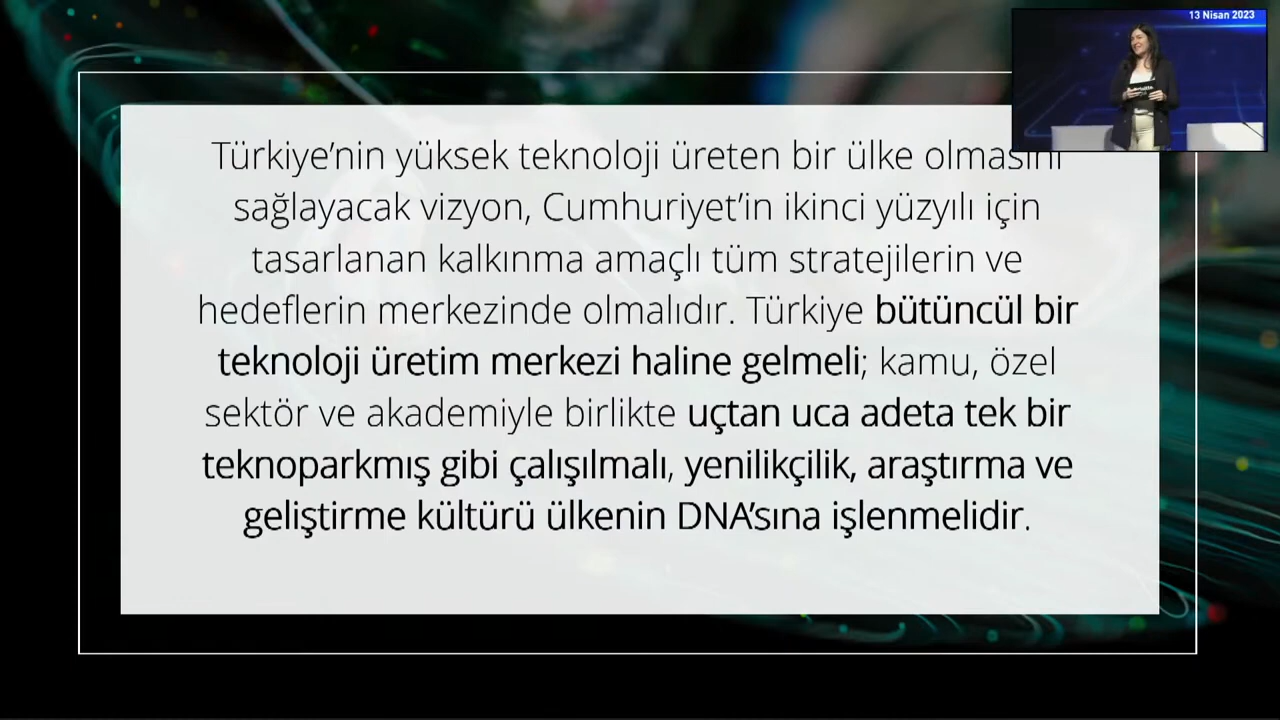 13 Nisan 2023
Türkiye’nin yüksek teknoloji üreten bir ülke olmasını
sağlayacak vizyon, Cumhuriyet’in ikinci yüzyılı için
tasarlanan kalkınma amaçlı tüm stratejilerin ve
hedeflerin merkezinde olmalıdır. Türkiye bütüncül bir
teknoloji üretim merkezi haline gelmeli; kamu, özel
sektör ve akademiyle birlikte uçtan uca adeta tek bir
teknoparkmış gibi çalışılmalı, yenilikçilik, araştırma ve
geliştirme kültürü ülkenin DNA’sına işlenmelidir.